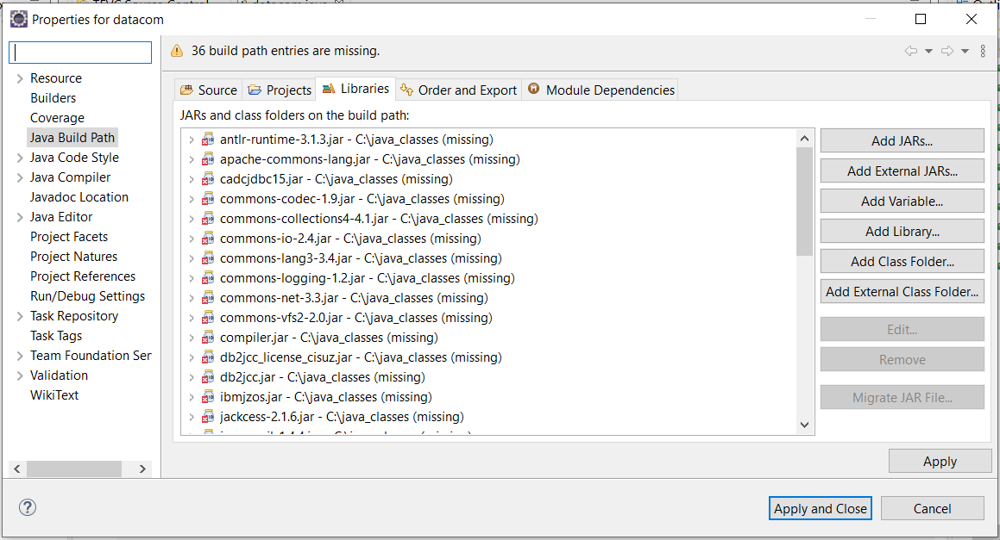 Properties for datacom
36 build path entries are missing.
Resource
Builders
Coverage
Java Build Path
Java Code Style
Java Compiler
Javadoc Location
Java Editor
Project Facets
Project Natures
Project References
Run/Debug Settings
Task Repository
Task Tags
Team Foundation Ser
Validation
WikiText
Source
Projects
Libraries
Order and Export
Module Dependencies
JARs and class folders on the build path:
antlr-runtime-3.1.3.jar - C:\java_classes (missing)
apache-commons-lang.jar - C:\java_classes (missing)
cadcjdbc15.jar - C:\java_classes (missing)
commons-codec-1.9.jar - C:\java_classes (missing)
commons-collections4-4.1.jar - C:\java_classes (missing)
commons-io-2.4.jar - C:\java_classes (missing)
commons-lang3-3.4.jar - C:\java_classes (missing)
commons-logging-1.2.jar - C:\java_classes (missing)
commons-net-3.3.jar - C:\java_classes (missing)
commons-vfs2-2.0.jar - C:\java_classes (missing)
compiler.jar - C:\java_classes (missing)
db2jcc_license_cisuz.jar - C:\java_classes (missing)
db2jcc.jar - C:\java_classes (missing)
ibmjzos.jar - C:\java_classes (missing)
jackcess-2.1.6.jar - C:\java_classes (missing)
Add JARs...
Add External JARs...
Add Variable...
Add Library...
Add Class Folder...
Add External Class Folder...
Edit...
Remove
Migrate JAR File...
Apply
Apply and Close
Cancel